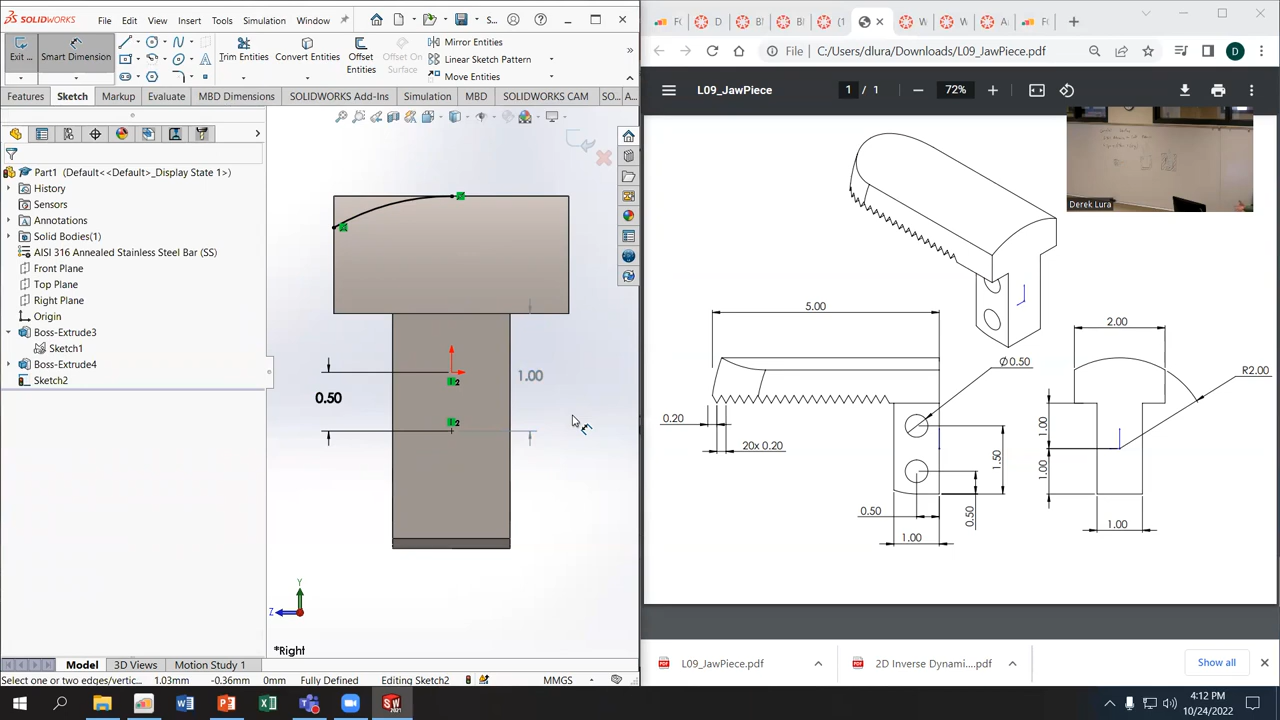 SOLIDWORKS
S...
File C:/Users/dlura/Downloads/L09_JawPiece.pdf
D
Exit ...
Smart Dimension
Trim Entities
Convert Entities
Offset Entities
Offset On Surface
Mirror Entities
Linear Sketch Pattern
Move Entities
Features
Sketch
Markup
Evaluate
MBD Dimensions
SOLIDWORKS Add-Ins
Simulation
MBD
SOLIDWORKS CAM
SO...
A...
L09_JawPiece
1 / 1
72%
Part1 (Default<<Default>_Display State 1>)
History
Sensors
Annotations
Solid Bodies(1)
AISI 316 Annealed Stainless Steel Bar (SS)
Front Plane
Top Plane
Right Plane
Origin
Boss-Extrude3
Sketch1
Boss-Extrude4
Sketch2
0.50
1.00
2
2
Y
Z
*Right
Derek Lura
5.00
2.00
Ø0.50
R2.00
0.20
20x 0.20
1.50
0.50
0.50
1.00
1.00
1.00
1.00
Model
3D Views
Motion Study 1
Select one or two edges/vertic...
1.03mm
-0.36mm
0mm
Fully Defined
Editing Sketch2
MMGS
L09_JawPiece.pdf
2D Inverse Dynami....pdf
Show all
4:12 PM
10/24/2022
File
Edit
View
Insert
Tools
Simulation
Window